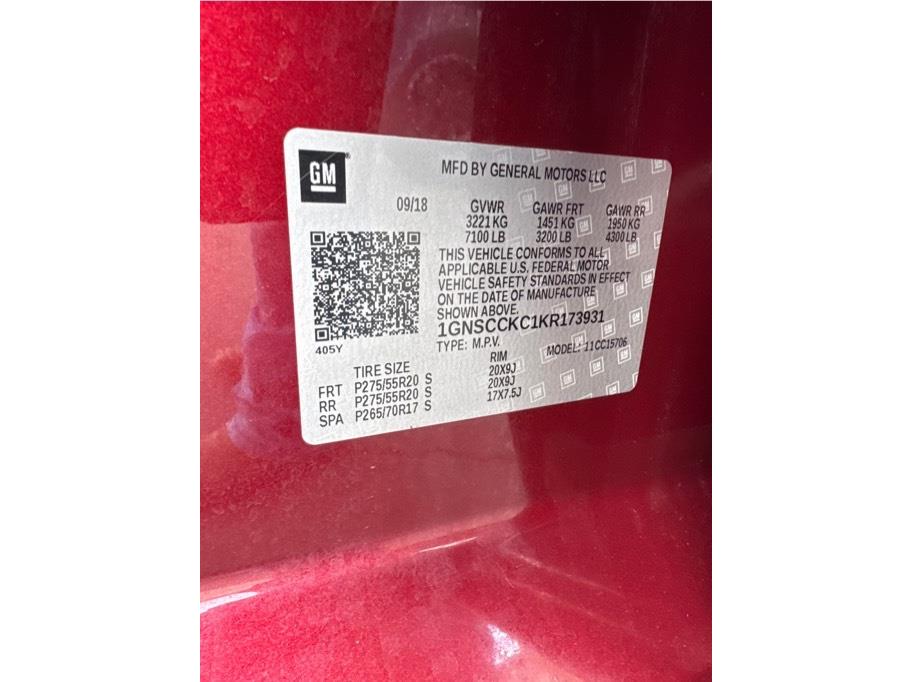 GM
MFD BY GENERAL MOTORS LLC
09/18 GVWR GAWR FRT GAWR RR
3221 KG 1451 KG 1950 KG
7100 LB 3200 LB 4300 LB
THIS VEHICLE CONFORMS TO ALL
APPLICABLE U.S. FEDERAL MOTOR
VEHICLE SAFETY STANDARDS IN EFFECT
ON THE DATE OF MANUFACTURE
SHOWN ABOVE.
1GNSCCKC1KR173931
405Y
TYPE: M.P.V. MODEL: 11CC15706
TIRE SIZE RIM
FRT P275/55R20 S 20X9J
RR P275/55R20 S 20X9J
SPA P265/70R17 S 17X7.5J